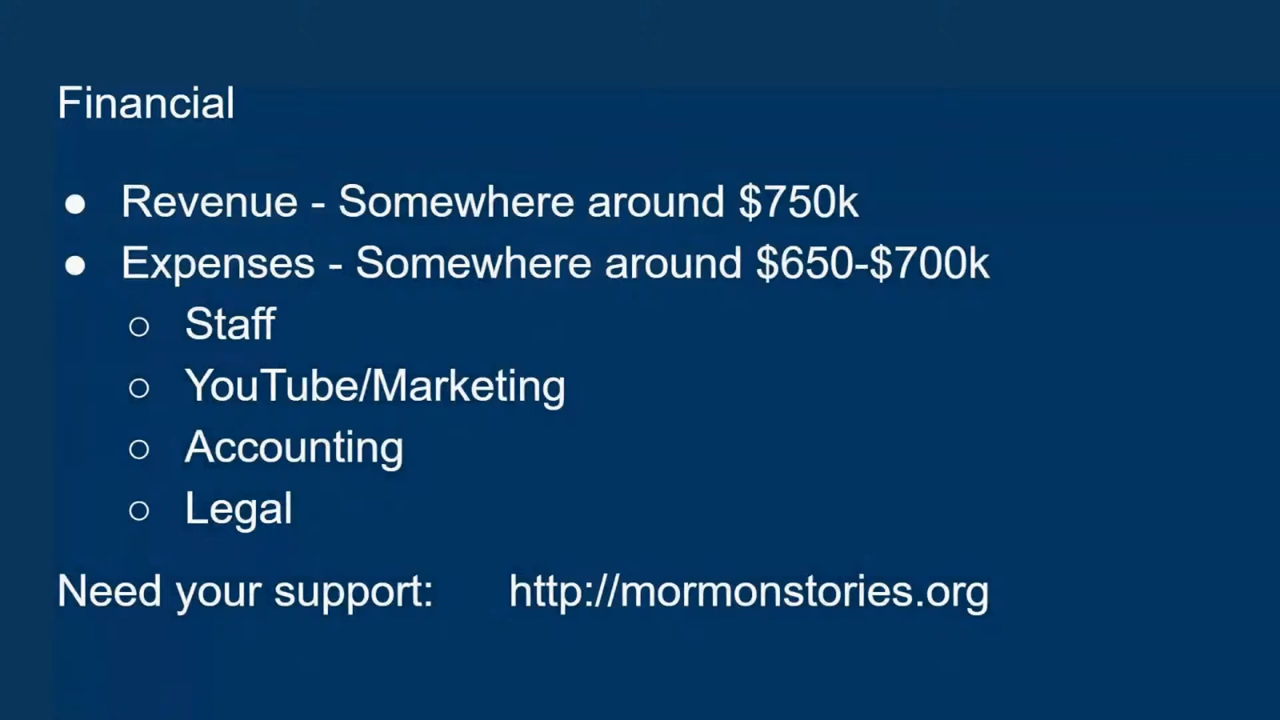 Financial
● Revenue - Somewhere around $750k
● Expenses - Somewhere around $650-$700k
○ Staff
○ YouTube/Marketing
○ Accounting
○ Legal
Need your support: http://mormonstories.org